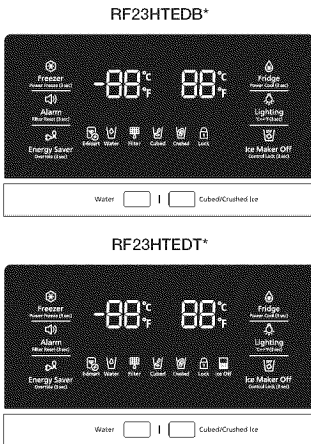 RF23HTEDB*
Freezer
Power Freeze (3 sec)
-88 °C °F
88 °C °F
Fridge
Power Cool (3 sec)
Alarm
Filter Reset (3 sec)
Lighting
°C↔°F (3 sec)
Energy Saver
Override (3 sec)
Water Filter Cubed Crushed Lock
Ice Maker Off
Control Lock (3 sec)
Water Cubed/Crushed Ice
RF23HTEDT*
Freezer
Power Freeze (3 sec)
-88 °C °F
88 °C °F
Fridge
Power Cool (3 sec)
Alarm
Filter Reset (3 sec)
Lighting
°C↔°F (3 sec)
Energy Saver
Override (3 sec)
Water Filter Cubed Crushed Lock Ice Off
Ice Maker Off
Control Lock (3 sec)
Water Cubed/Crushed Ice